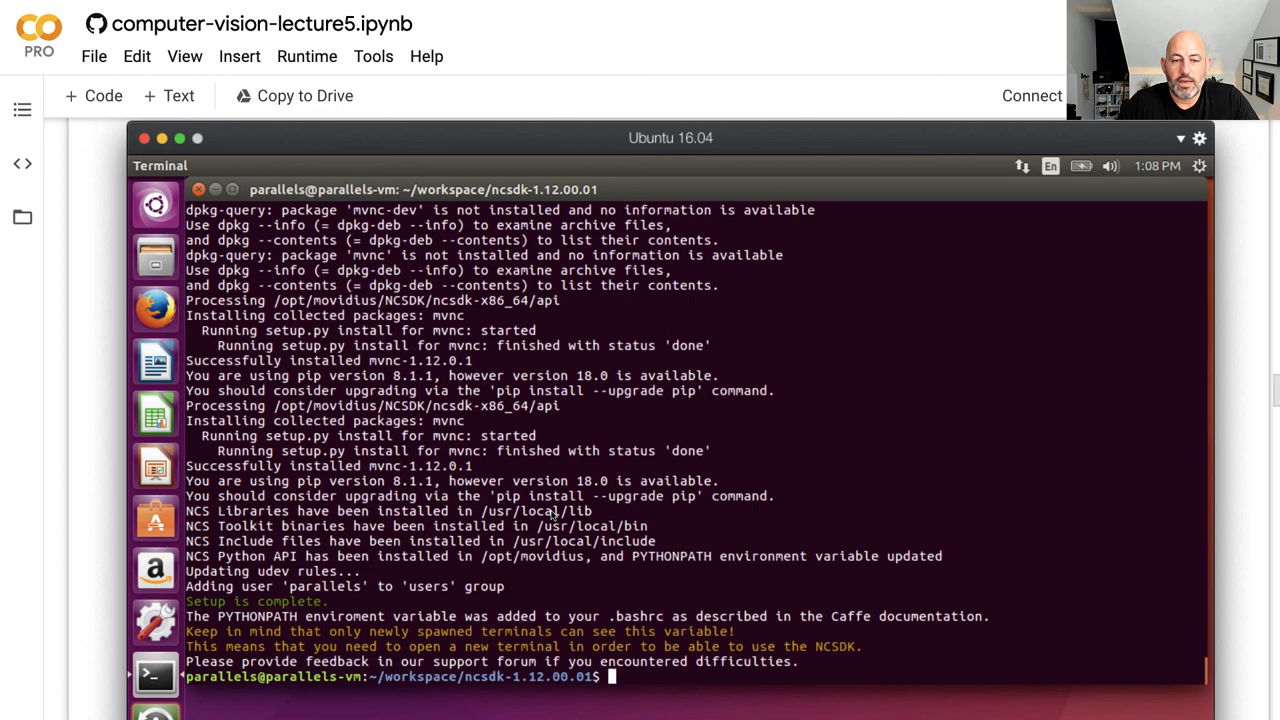 CO
PRO
computer-vision-lecture5.ipynb
File Edit View Insert Runtime Tools Help
+ Code + Text Copy to Drive Connect
Ubuntu 16.04
Terminal
En
1:08 PM
parallels@parallels-vm: ~/workspace/ncsdk-1.12.00.01
dpkg-query: package 'mvnc-dev' is not installed and no information is available
Use dpkg --info (= dpkg-deb --info) to examine archive files,
and dpkg --contents (= dpkg-deb --contents) to list their contents.
dpkg-query: package 'mvnc' is not installed and no information is available
Use dpkg --info (= dpkg-deb --info) to examine archive files,
and dpkg --contents (= dpkg-deb --contents) to list their contents.
Processing /opt/movidius/NCSDK/ncsdk-x86_64/api
Installing collected packages: mvnc
Running setup.py install for mvnc: started
Running setup.py install for mvnc: finished with status 'done'
Successfully installed mvnc-1.12.0.1
You are using pip version 8.1.1, however version 18.0 is available.
You should consider upgrading via the 'pip install --upgrade pip' command.
Processing /opt/movidius/NCSDK/ncsdk-x86_64/api
Installing collected packages: mvnc
Running setup.py install for mvnc: started
Running setup.py install for mvnc: finished with status 'done'
Successfully installed mvnc-1.12.0.1
You are using pip version 8.1.1, however version 18.0 is available.
You should consider upgrading via the 'pip install --upgrade pip' command.
NCS Libraries have been installed in /usr/local/lib
NCS Toolkit binaries have been installed in /usr/local/bin
NCS Include files have been installed in /usr/local/include
NCS Python API has been installed in /opt/movidius, and PYTHONPATH environment variable updated
Updating udev rules...
Adding user 'parallels' to 'users' group
Setup is complete.
The PYTHONPATH enviroment variable was added to your .bashrc as described in the Caffe documentation.
Keep in mind that only newly spawned terminals can see this variable!
This means that you need to open a new terminal in order to be able to use the NCSDK.
Please provide feedback in our support forum if you encountered difficulties.
parallels@parallels-vm:~/workspace/ncsdk-1.12.00.01$